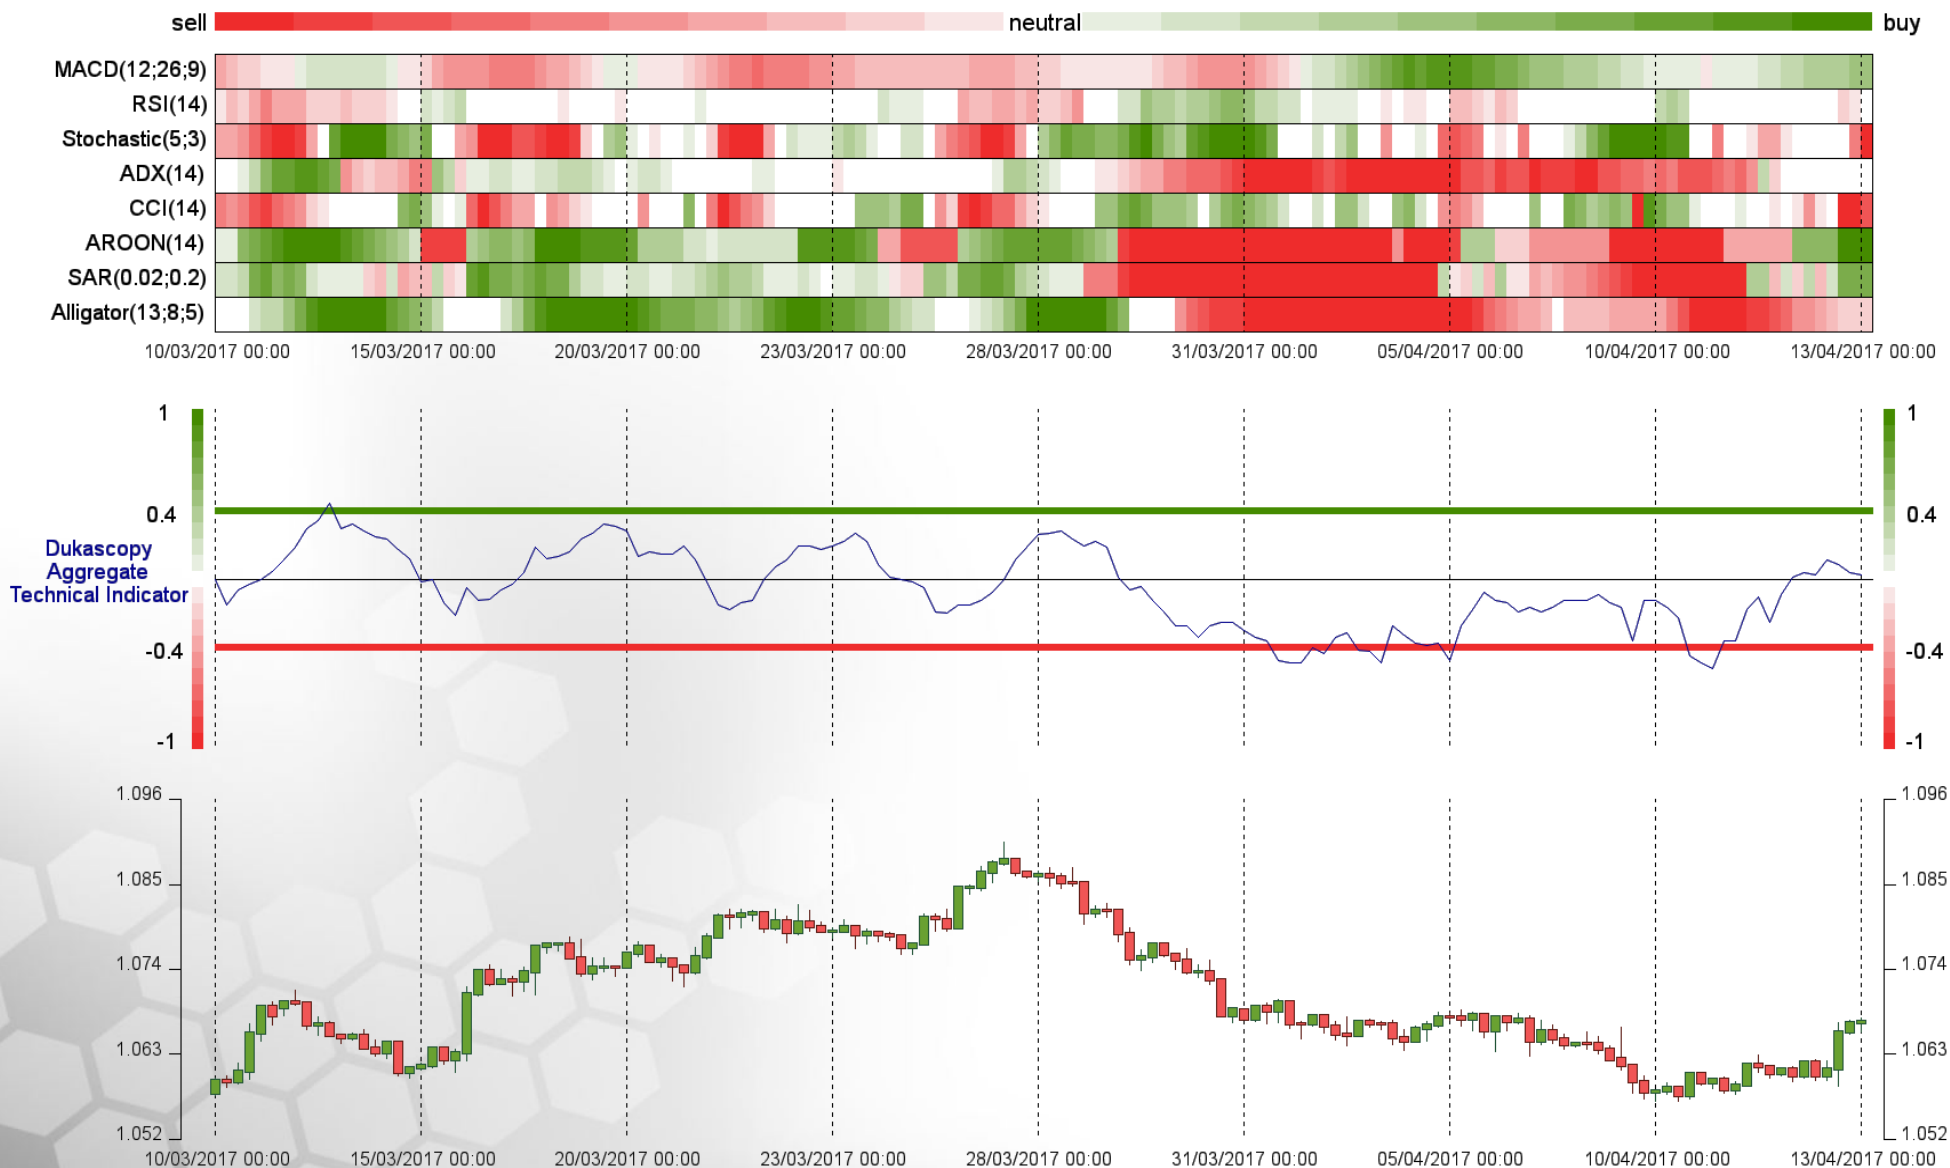 sell neutral buy
MACD(12;26;9)
RSI(14)
Stochastic(5;3)
ADX(14)
CCI(14)
AROON(14)
SAR(0.02;0.2)
Alligator(13;8;5)
10/03/2017 00:00 15/03/2017 00:00 20/03/2017 00:00 23/03/2017 00:00 28/03/2017 00:00 31/03/2017 00:00 05/04/2017 00:00 10/04/2017 00:00 13/04/2017 00:00
1 1
0.4 0.4
Dukascopy
Aggregate
Technical Indicator
-0.4 -0.4
-1 -1
1.096 1.096
1.085 1.085
1.074 1.074
1.063 1.063
1.052 1.052
10/03/2017 00:00 15/03/2017 00:00 20/03/2017 00:00 23/03/2017 00:00 28/03/2017 00:00 31/03/2017 00:00 05/04/2017 00:00 10/04/2017 00:00 13/04/2017 00:00